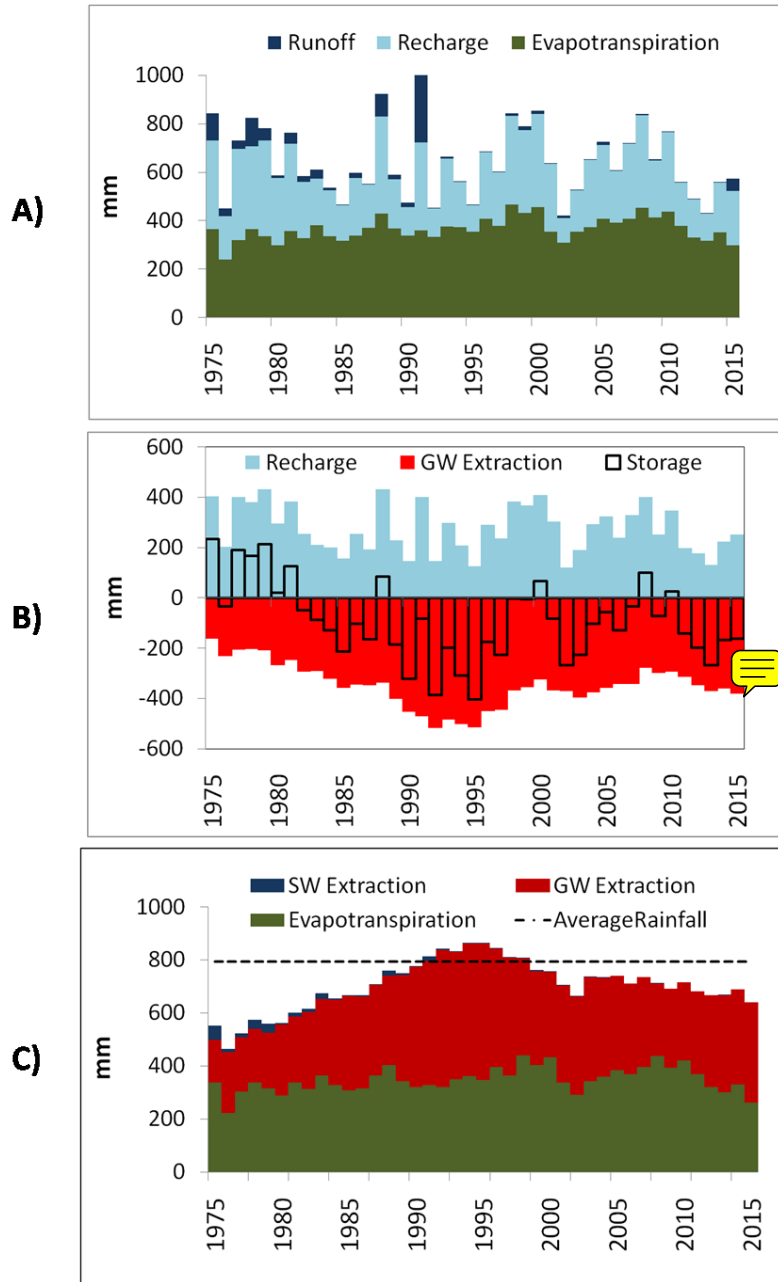 A)
Runoff Recharge Evapotranspiration
mm
1000
800
600
400
200
0
1975 1980 1985 1990 1995 2000 2005 2010 2015
B)
Recharge GW Extraction Storage
mm
600
400
200
0
-200
-400
-600
1975 1980 1985 1990 1995 2000 2005 2010 2015
C)
SW Extraction GW Extraction
Evapotranspiration AverageRainfall
mm
1000
800
600
400
200
0
1975 1980 1985 1990 1995 2000 2005 2010 2015